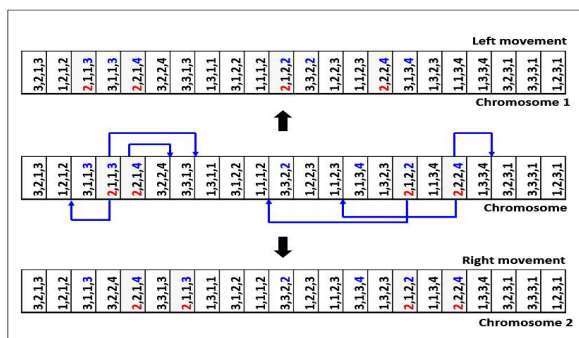 Left movement
3,2,1,3 1,2,1,2 2,1,1,3 3,1,1,3 2,2,1,4 3,2,2,4 3,3,1,3 1,3,1,1 3,1,2,2 1,1,1,2 2,1,2,2 3,3,2,2 1,2,2,3 2,2,2,4 3,1,3,4 1,3,2,3 1,1,3,4 1,3,3,4 3,2,3,1 3,3,3,1 1,2,3,1
Chromosome 1
3,2,1,3 1,2,1,2 3,1,1,3 2,1,1,3 2,2,1,4 3,2,2,4 3,3,1,3 1,3,1,1 3,1,2,2 1,1,1,2 3,3,2,2 1,2,2,3 1,1,2,3 3,1,3,4 1,3,2,3 2,1,2,2 1,1,3,4 2,2,2,4 1,3,3,4 3,2,3,1 3,3,3,1 1,2,3,1
Chromosome
Right movement
3,2,1,3 1,2,1,2 3,1,1,3 3,2,2,4 2,2,1,4 3,3,1,3 2,1,1,3 1,3,1,1 3,1,2,2 1,1,1,2 3,3,2,2 1,2,2,3 1,1,2,3 3,1,3,4 1,3,2,3 2,1,2,2 1,1,3,4 2,2,2,4 1,3,3,4 3,2,3,1 3,3,3,1 1,2,3,1
Chromosome 2